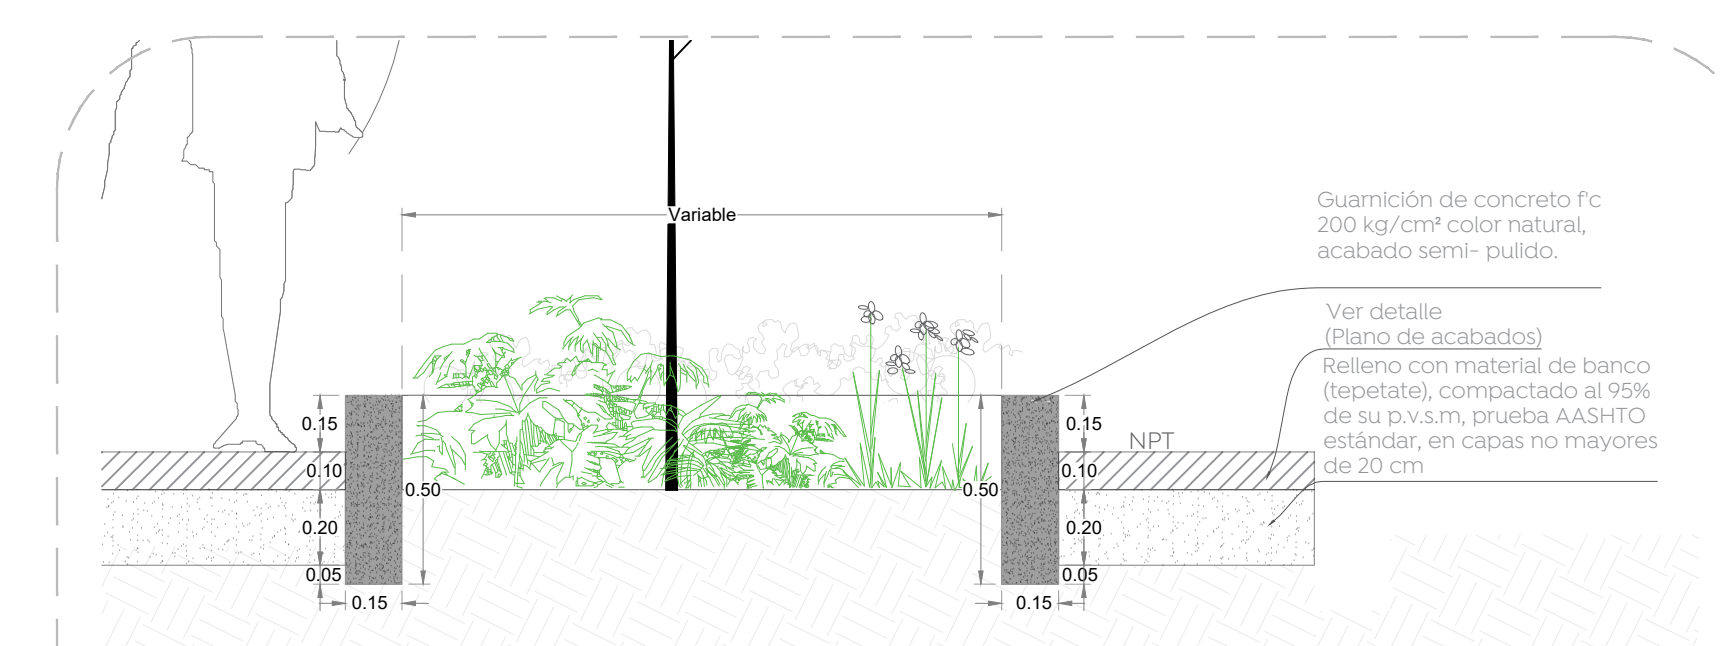 Variable
Guarnición de concreto f'c
200 kg/cm² color natural,
acabado semi- pulido.
Ver detalle
(Plano de acabados)
Relleno con material de banco
(tepetate), compactado al 95%
de su p.v.s.m, prueba AASHTO
estándar, en capas no mayores
de 20 cm
NPT
0.15
0.10
0.50
0.20
0.05
0.15
0.15
0.10
0.50
0.20
0.05
0.15